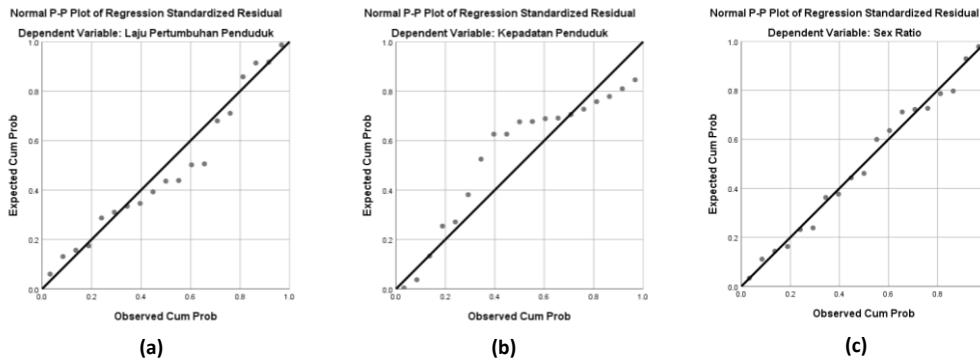 Normal P-P Plot of Regression Standardized Residual
Dependent Variable: Laju Pertumbuhan Penduduk
Expected Cum Prob
1.0
0.8
0.6
0.4
0.2
0.0
0.0 0.2 0.4 0.6 0.8 1.0
Observed Cum Prob
(a)
Normal P-P Plot of Regression Standardized Residual
Dependent Variable: Kepadatan Penduduk
Expected Cum Prob
1.0
0.8
0.6
0.4
0.2
0.0
0.0 0.2 0.4 0.6 0.8 1.0
Observed Cum Prob
(b)
Normal P-P Plot of Regression Standardized Residual
Dependent Variable: Sex Ratio
Expected Cum Prob
1.0
0.8
0.6
0.4
0.2
0.0
0.0 0.2 0.4 0.6 0.8
Observed Cum Prob
(c)